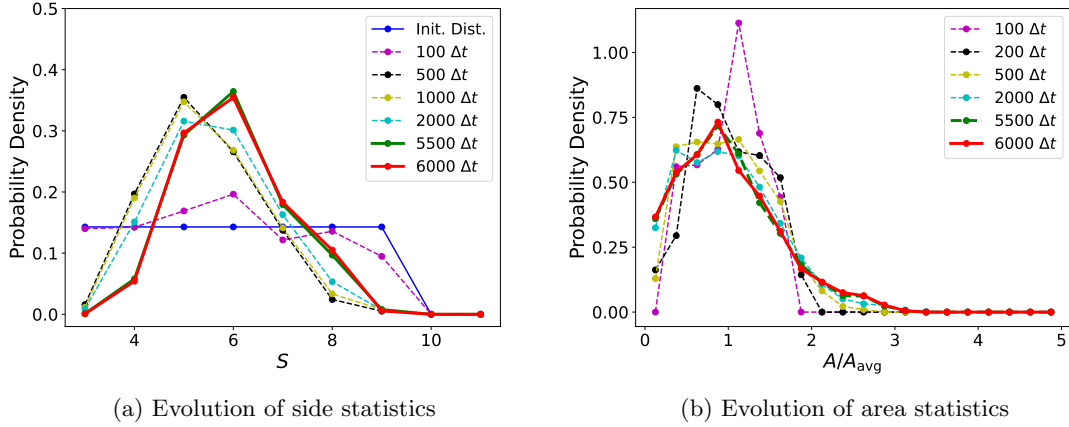 0.5
0.4
0.3
0.2
0.1
0.0
Probability Density
4
6
8
10
S
Init. Dist.
100 Δt
500 Δt
1000 Δt
2000 Δt
5500 Δt
6000 Δt
(a) Evolution of side statistics
1.00
0.75
0.50
0.25
0.00
Probability Density
0
1
2
3
4
5
A/A_avg
100 Δt
200 Δt
500 Δt
2000 Δt
5500 Δt
6000 Δt
(b) Evolution of area statistics